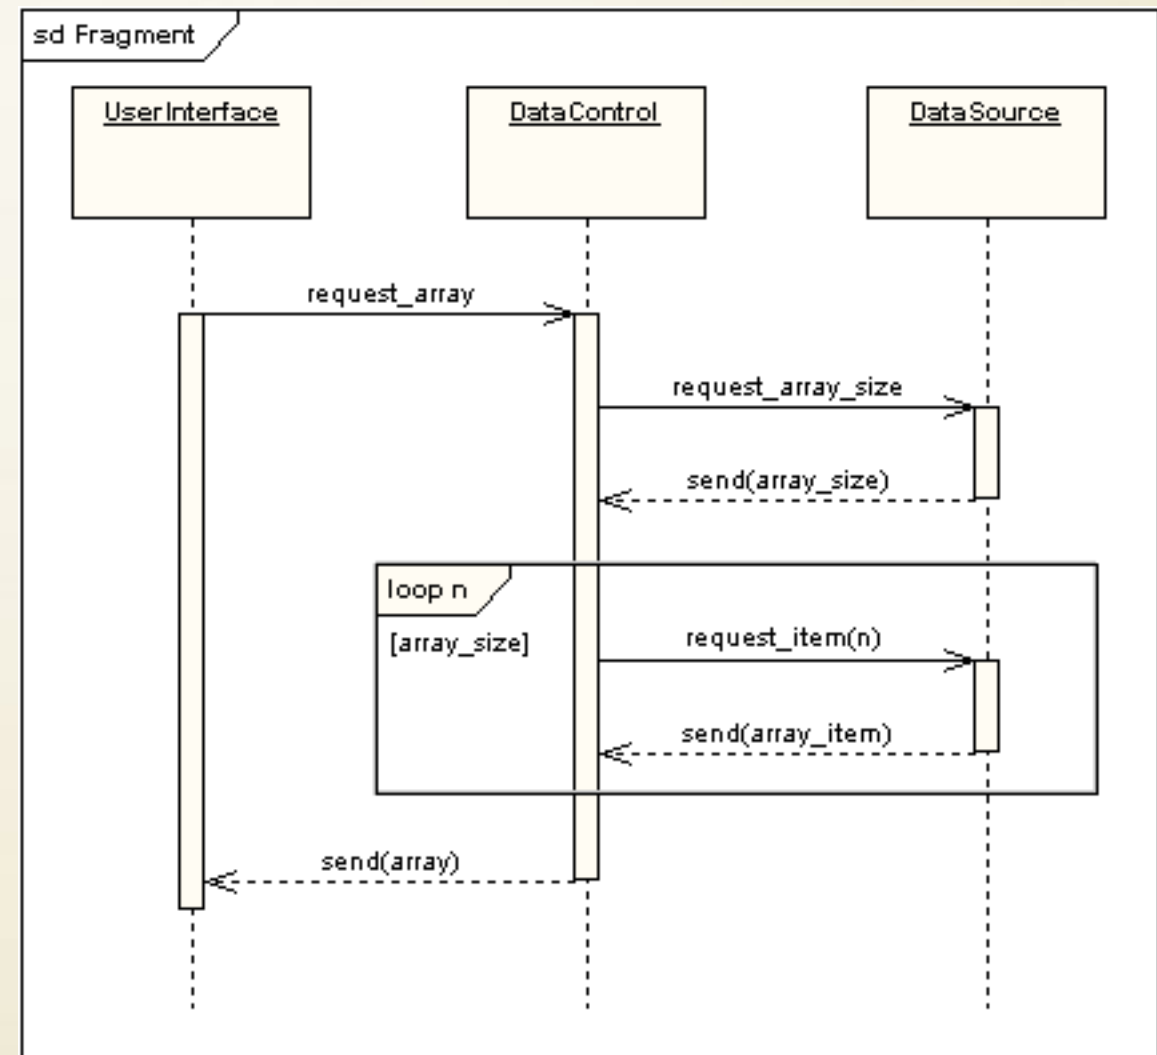 sd Fragment
UserInterface
DataControl
DataSource
request_array
request_array_size
send(array_size)
loop n
[array_size]
request_item(n)
send(array_item)
send(array)